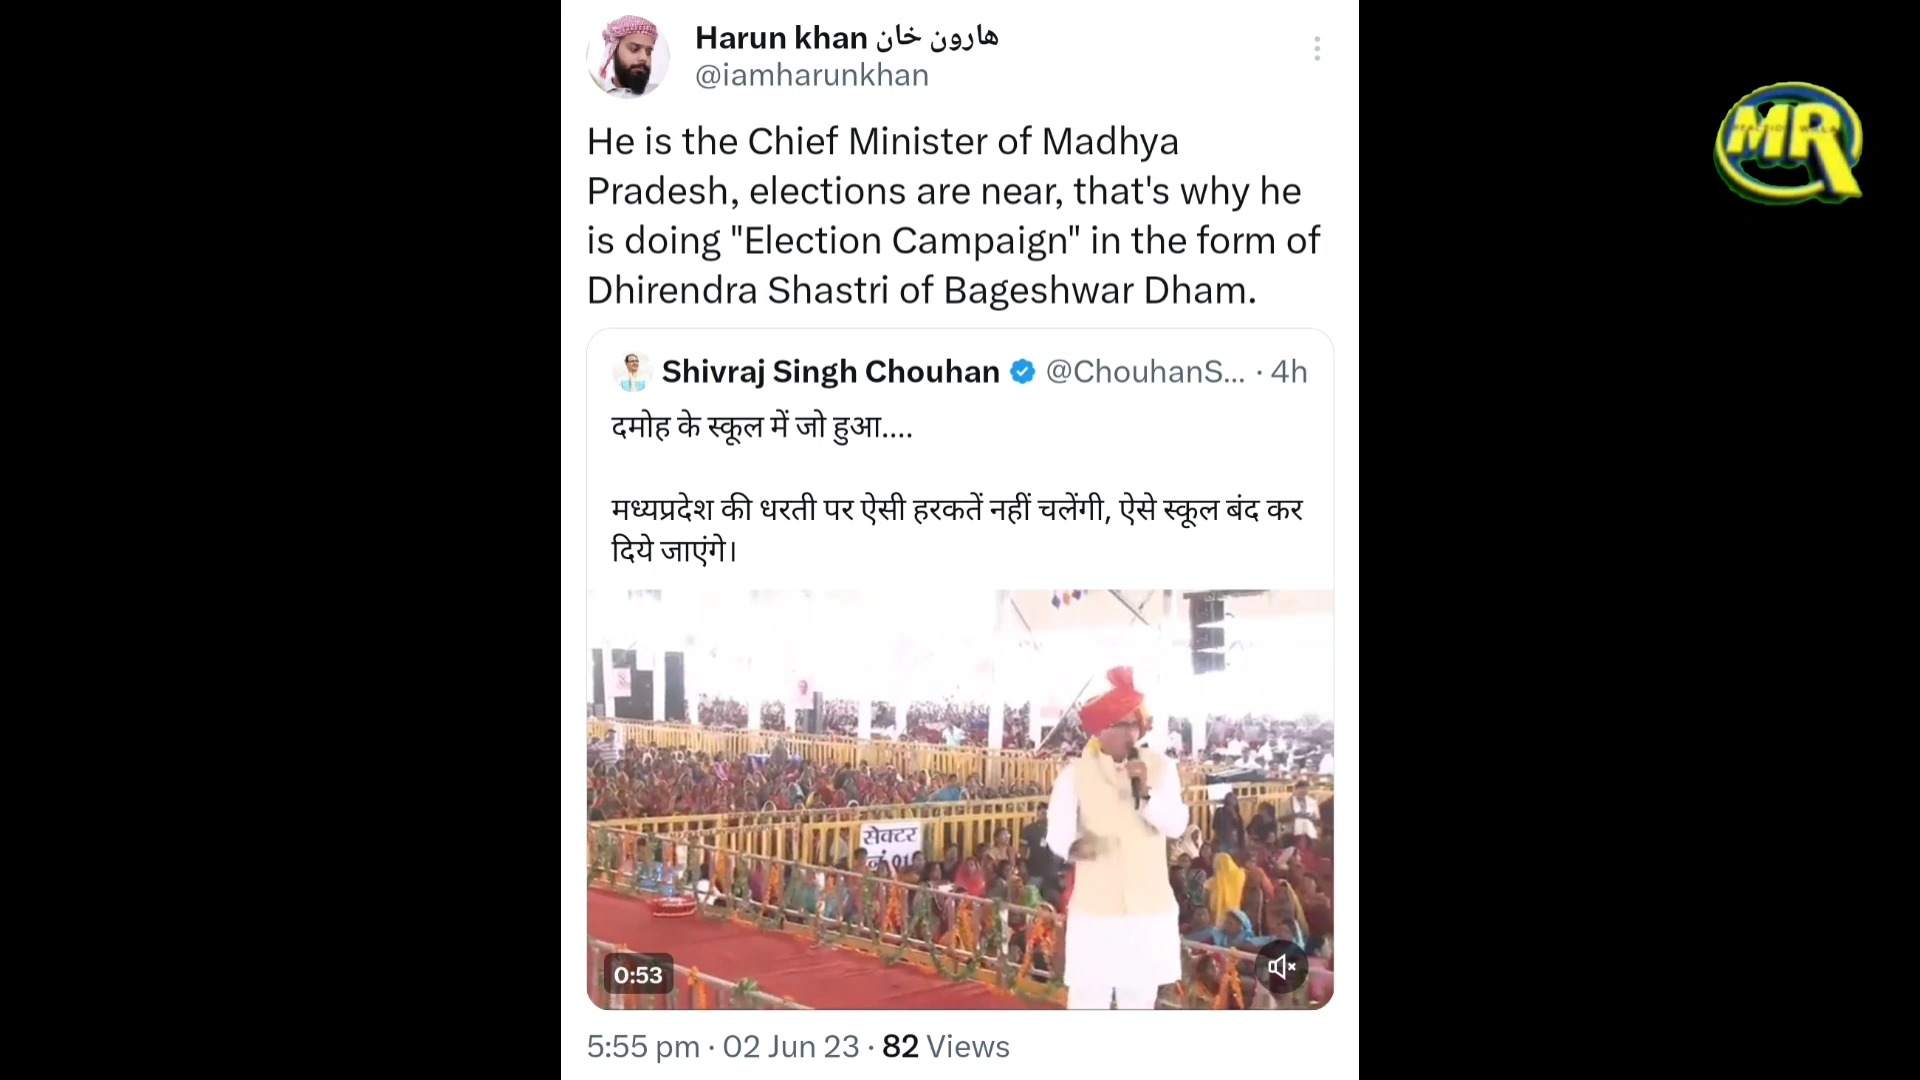 Harun khan هارون خان
@iamharunkhan
He is the Chief Minister of Madhya
Pradesh, elections are near, that's why he
is doing "Election Campaign" in the form of
Dhirendra Shastri of Bageshwar Dham.
Shivraj Singh Chouhan @ChouhanS... · 4h
दमोह के स्कूल में जो हुआ....
मध्यप्रदेश की धरती पर ऐसी हरकतें नहीं चलेंगी, ऐसे स्कूल बंद कर
दिये जाएंगे।
सेक्टर
नं 01
0:53
5:55 pm · 02 Jun 23 · 82 Views
MR